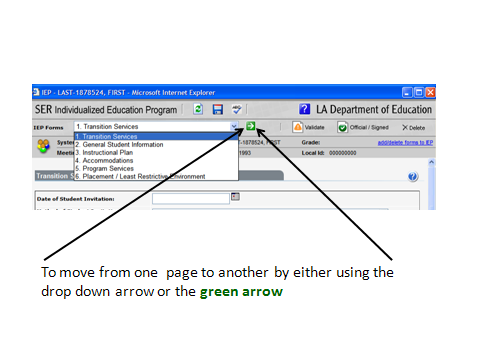 IEP - LAST-1878524, FIRST - Microsoft Internet Explorer
SER Individualized Education Program
? LA Department of Education
IEP Forms 1. Transition Services Validate Official / Signed Delete
1. Transition Services
2. General Student Information
3. Instructional Plan
4. Accommodations
5. Program Services
6. Placement / Least Restrictive Environment
-1878524, FIRST Grade: add/delete forms to IEP
1993 Local Id: 000000000
Transition S
Date of Student Invitation:
To move from one page to another by either using the
drop down arrow or the green arrow